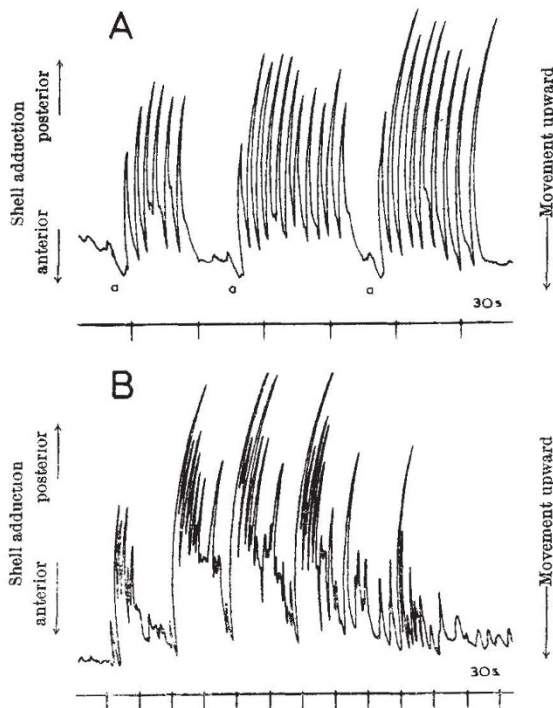 A
Shell adduction
anterior posterior
Movement upward
a a a
30s
B
Shell adduction
anterior posterior
Movement upward
30s